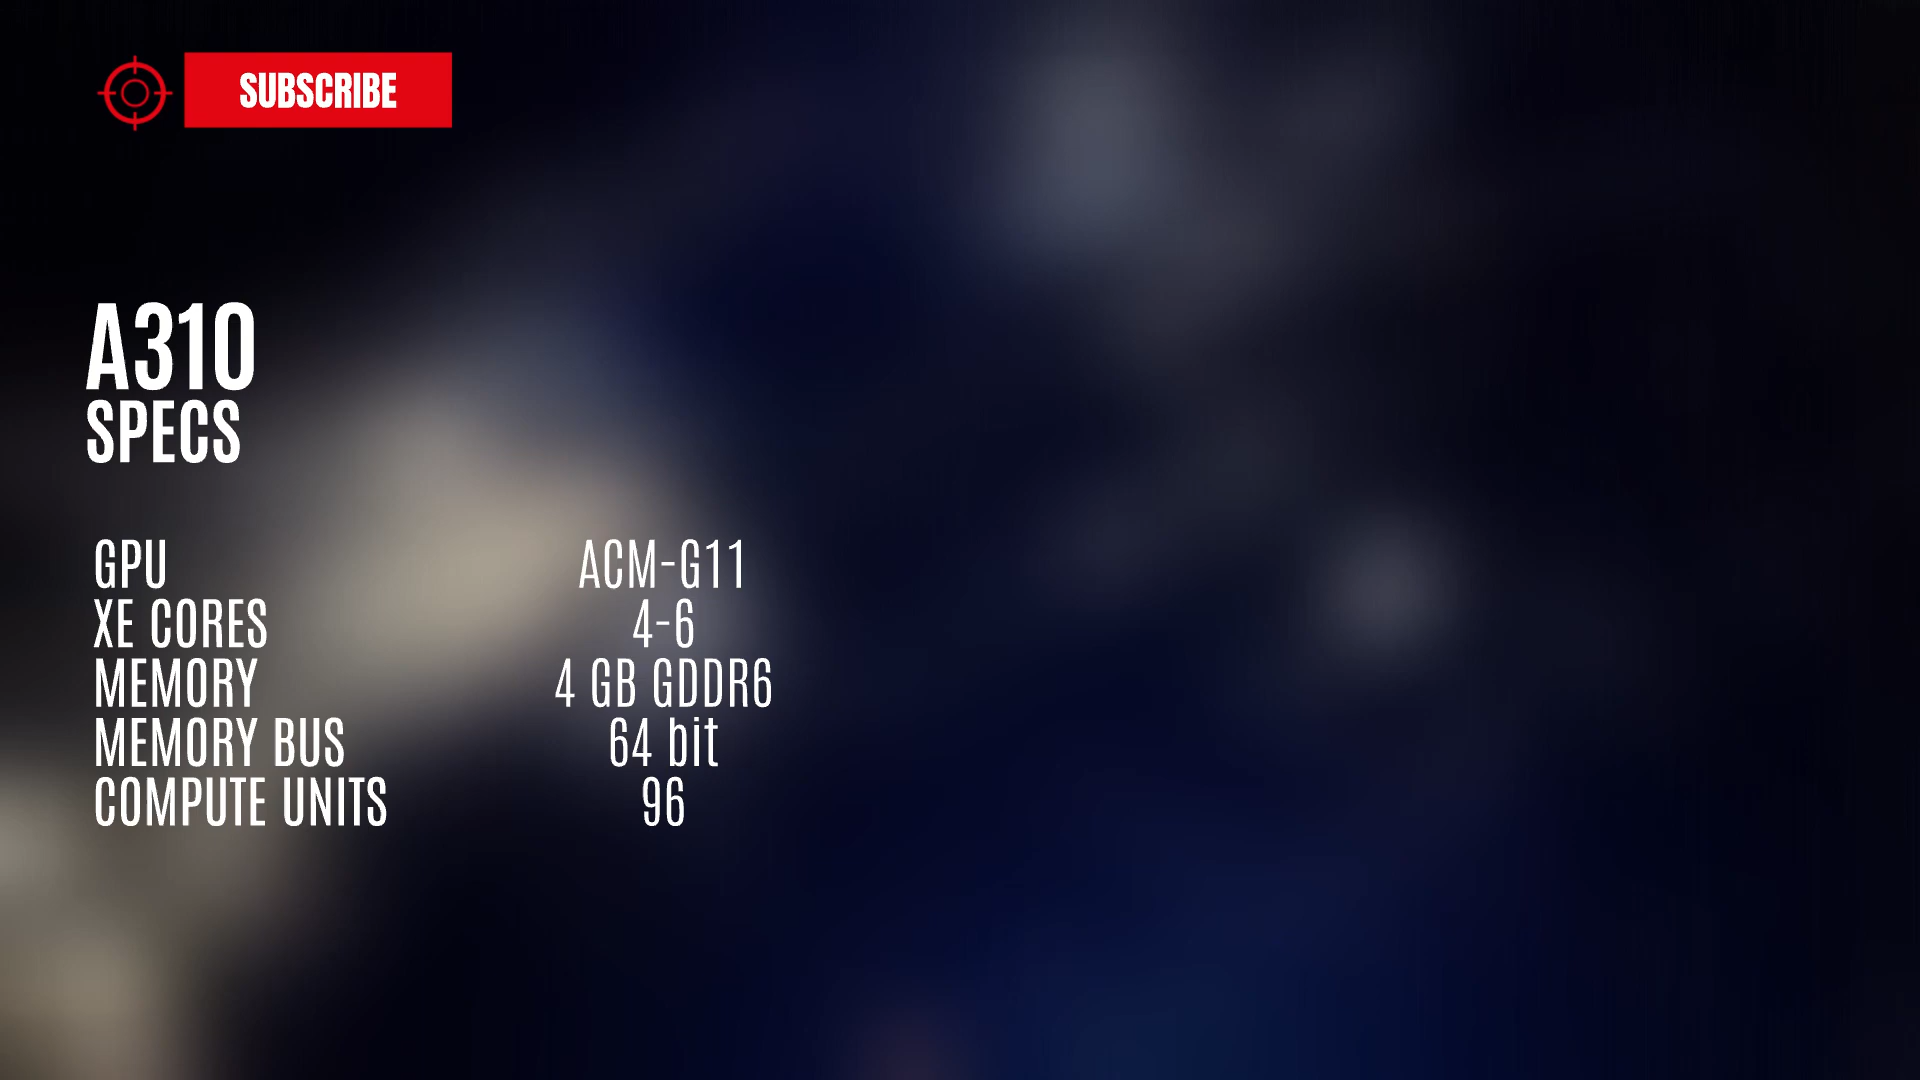 SUBSCRIBE
A310
SPECS
GPU ACM-G11
XE CORES 4-6
MEMORY 4 GB GDDR6
MEMORY BUS 64 bit
COMPUTE UNITS 96